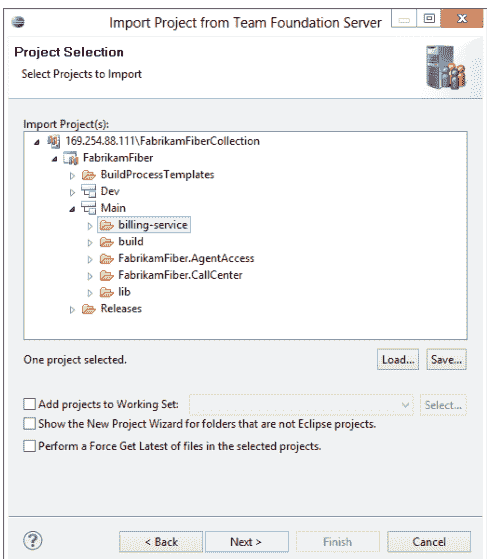 Import Project from Team Foundation Server
Project Selection
Select Projects to Import
Import Project(s):
169.254.88.111\FabrikamFiberCollection
FabrikamFiber
BuildProcessTemplates
Dev
Main
billing-service
build
FabrikamFiber.AgentAccess
FabrikamFiber.CallCenter
lib
Releases
One project selected.
Load... Save...
Add projects to Working Set: Select...
Show the New Project Wizard for folders that are not Eclipse projects.
Perform a Force Get Latest of files in the selected projects.
? < Back Next > Finish Cancel